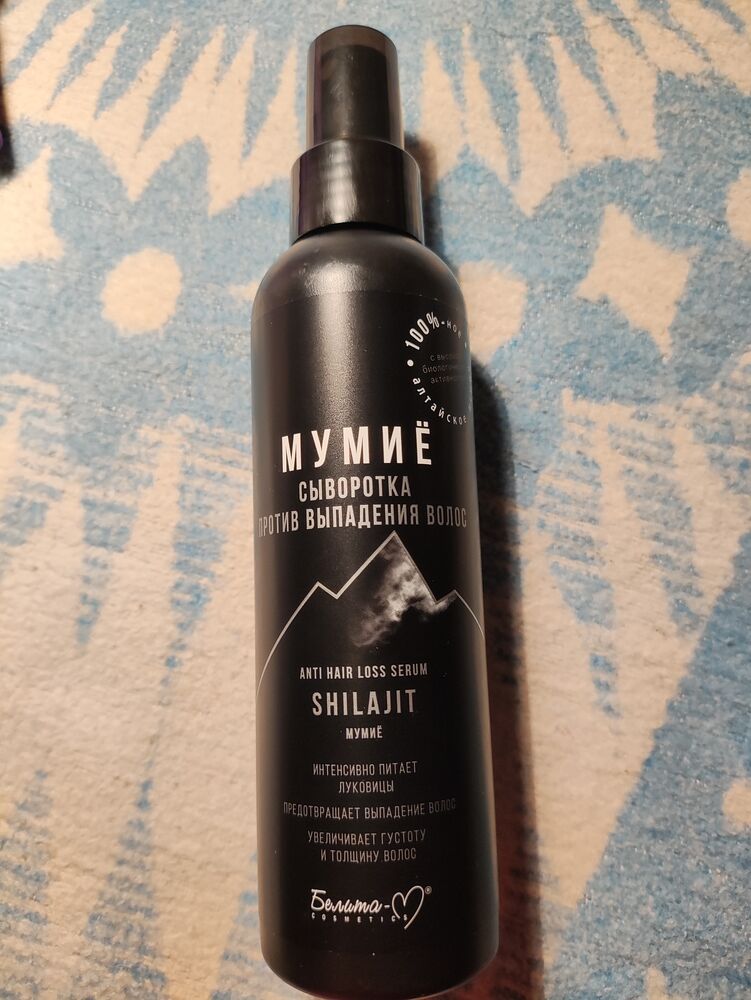 100%-ное
с
алтайское
МУМИЁ
СЫВОРОТКА
ПРОТИВ ВЫПАДЕНИЯ ВОЛОС
ANTI HAIR LOSS SERUM
SHILAJIT
МУМИЁ
ИНТЕНСИВНО ПИТАЕТ
ЛУКОВИЦЫ
ПРЕДОТВРАЩАЕТ ВЫПАДЕНИЕ ВОЛОС
УВЕЛИЧИВАЕТ ГУСТОТУ
И ТОЛЩИНУ ВОЛОС
Белита-М®
COSMETICS